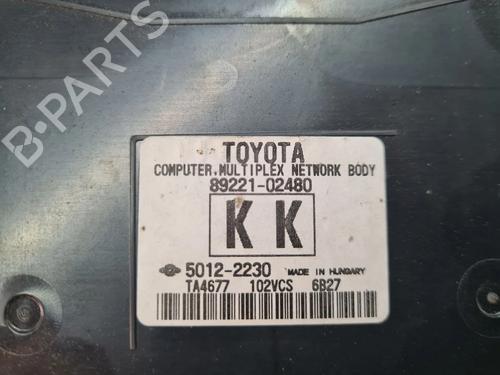 B-PARTS
TOYOTA
COMPUTER.MULTIPLEX NETWORK BODY
89221-02480
KK
5012-2230 MADE IN HUNGARY
TA4677 102VCS 6B27